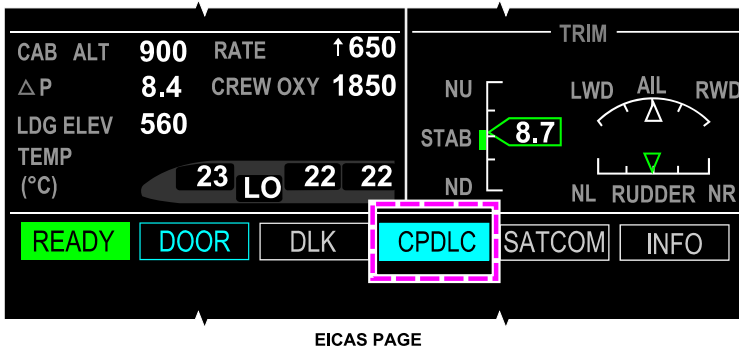 CAB ALT 900 RATE ↑650
△P 8.4 CREW OXY 1850
LDG ELEV 560
TEMP
(°C) 23 LO 22 22
TRIM
NU LWD AIL RWD
STAB 8.7
ND NL RUDDER NR
READY DOOR DLK CPDLC SATCOM INFO
EICAS PAGE